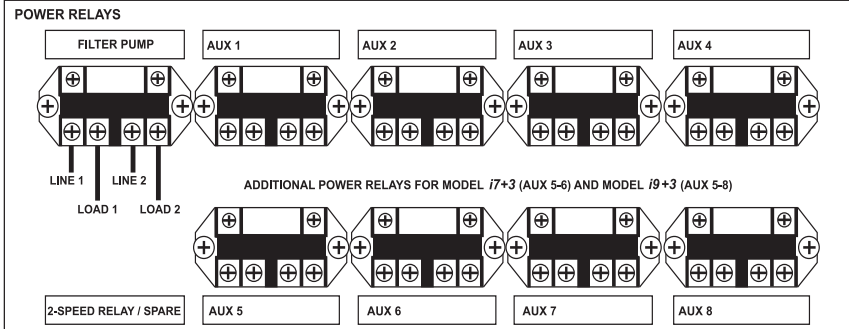 POWER RELAYS
FILTER PUMP
AUX 1
AUX 2
AUX 3
AUX 4
LINE 1
LINE 2
LOAD 1
LOAD 2
ADDITIONAL POWER RELAYS FOR MODEL i7+3 (AUX 5-6) AND MODEL i9+3 (AUX 5-8)
2-SPEED RELAY / SPARE
AUX 5
AUX 6
AUX 7
AUX 8